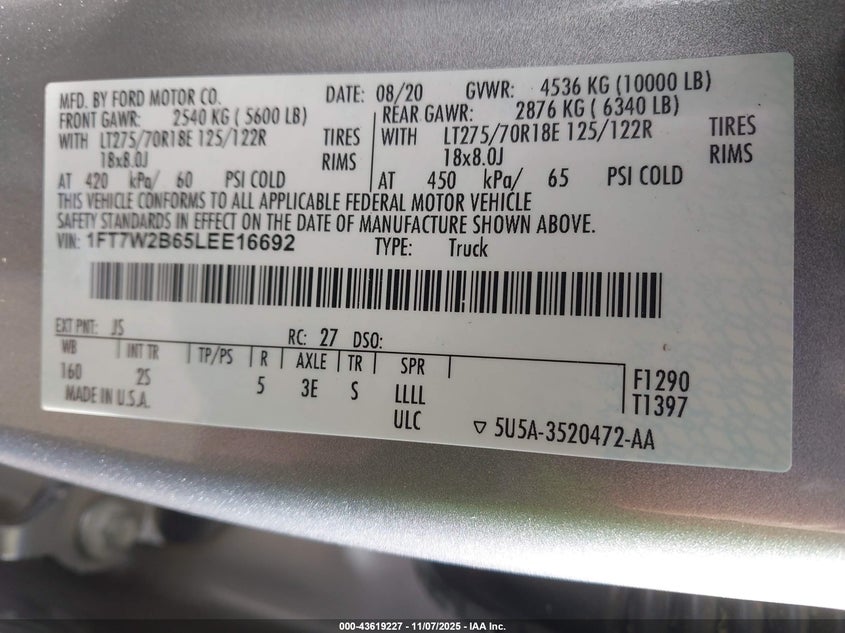 MFD. BY FORD MOTOR CO. DATE: 08/20 GVWR: 4536 KG (10000 LB)
FRONT GAWR: 2540 KG ( 5600 LB) REAR GAWR: 2876 KG ( 6340 LB)
WITH LT275/70R18E 125/122R TIRES WITH LT275/70R18E 125/122R TIRES
18x8.0J RIMS 18x8.0J RIMS
AT 420 kPa/ 60 PSI COLD AT 450 kPa/ 65 PSI COLD
THIS VEHICLE CONFORMS TO ALL APPLICABLE FEDERAL MOTOR VEHICLE
SAFETY STANDARDS IN EFFECT ON THE DATE OF MANUFACTURE SHOWN ABOVE.
VIN: 1FT7W2B65LEE16692 TYPE: Truck
EXT PNT: JS RC: 27 DSO:
WB INT TR TP/PS R AXLE TR SPR
160 2S 5 3E S LLLL F1290
MADE IN U.S.A. ULC T1397
5U5A-3520472-AA
000-43619227 - 11/07/2025 - IAA Inc.